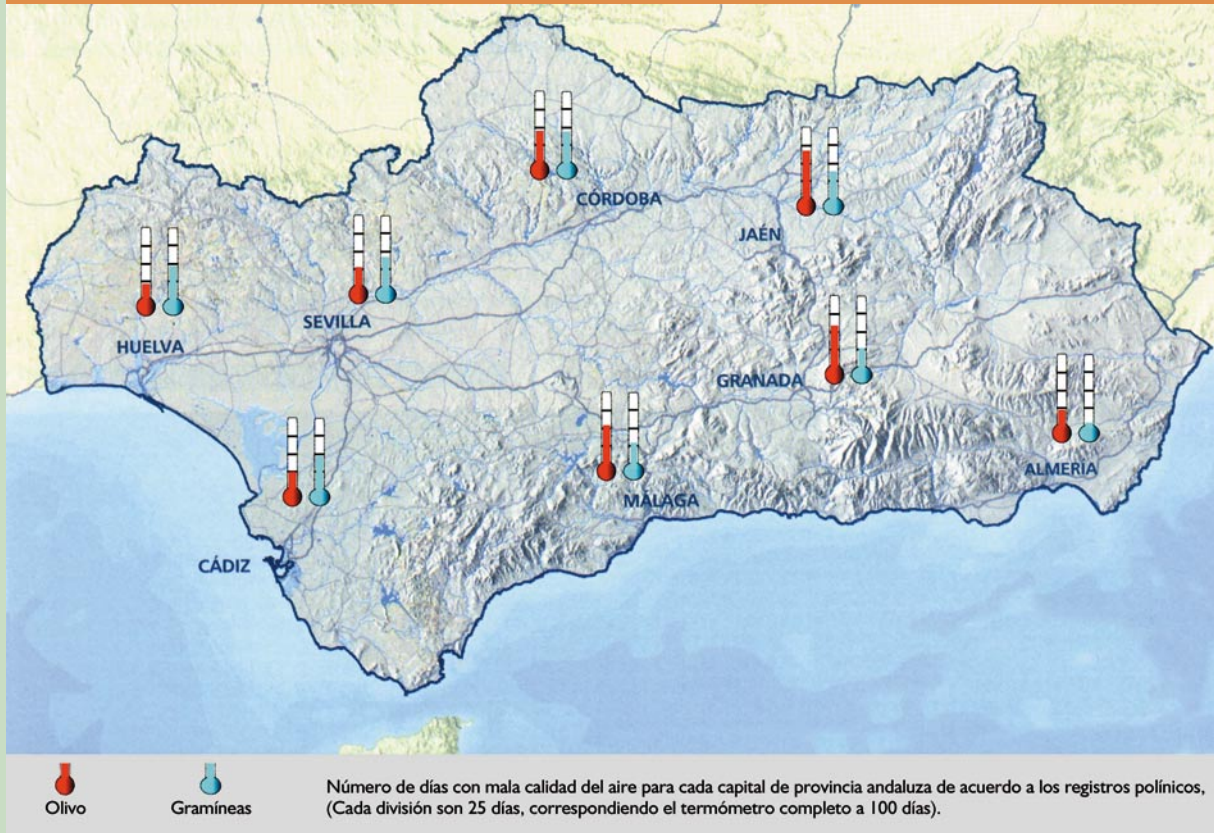 CÓRDOBA
JAÉN
SEVILLA
HUELVA
GRANADA
ALMERÍA
MÁLAGA
CÁDIZ
Olivo
Gramíneas
Número de días con mala calidad del aire para cada capital de provincia andaluza de acuerdo a los registros polínicos,
(Cada división son 25 días, correspondiendo el termómetro completo a 100 días).